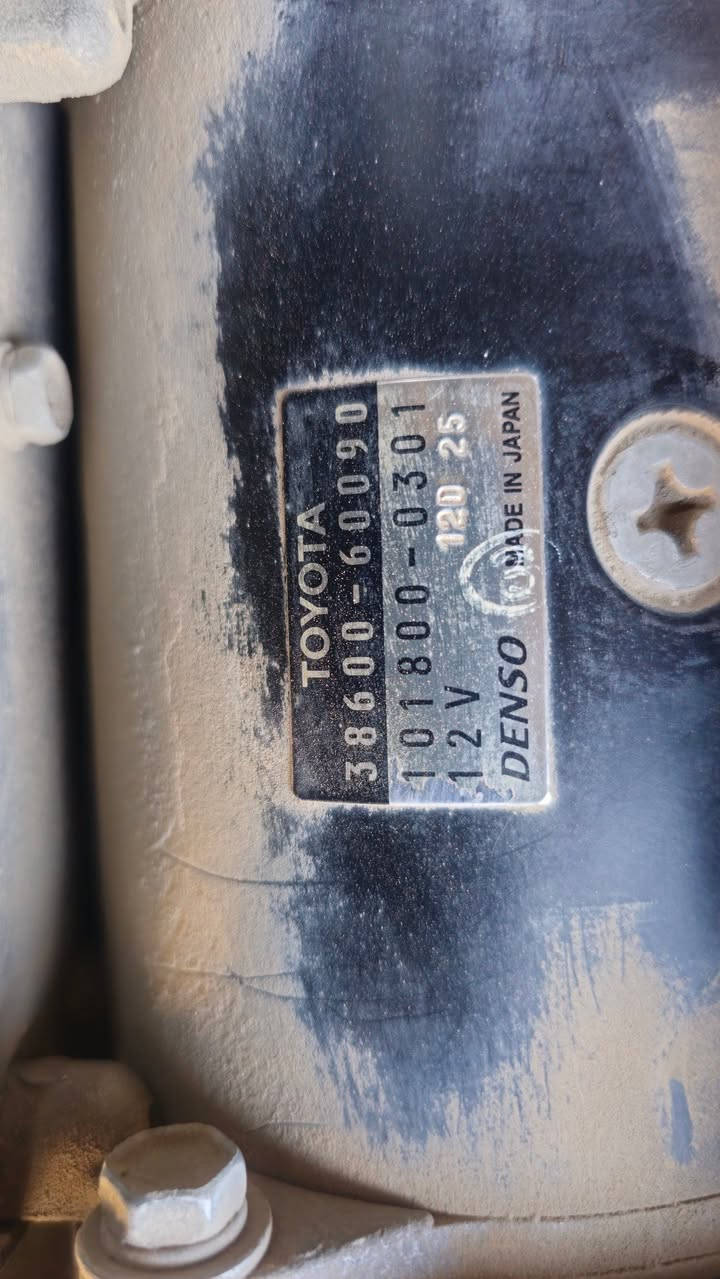 TOYOTA
38600-60090
101800-0301
12V 12D 25
DENSO MADE IN JAPAN